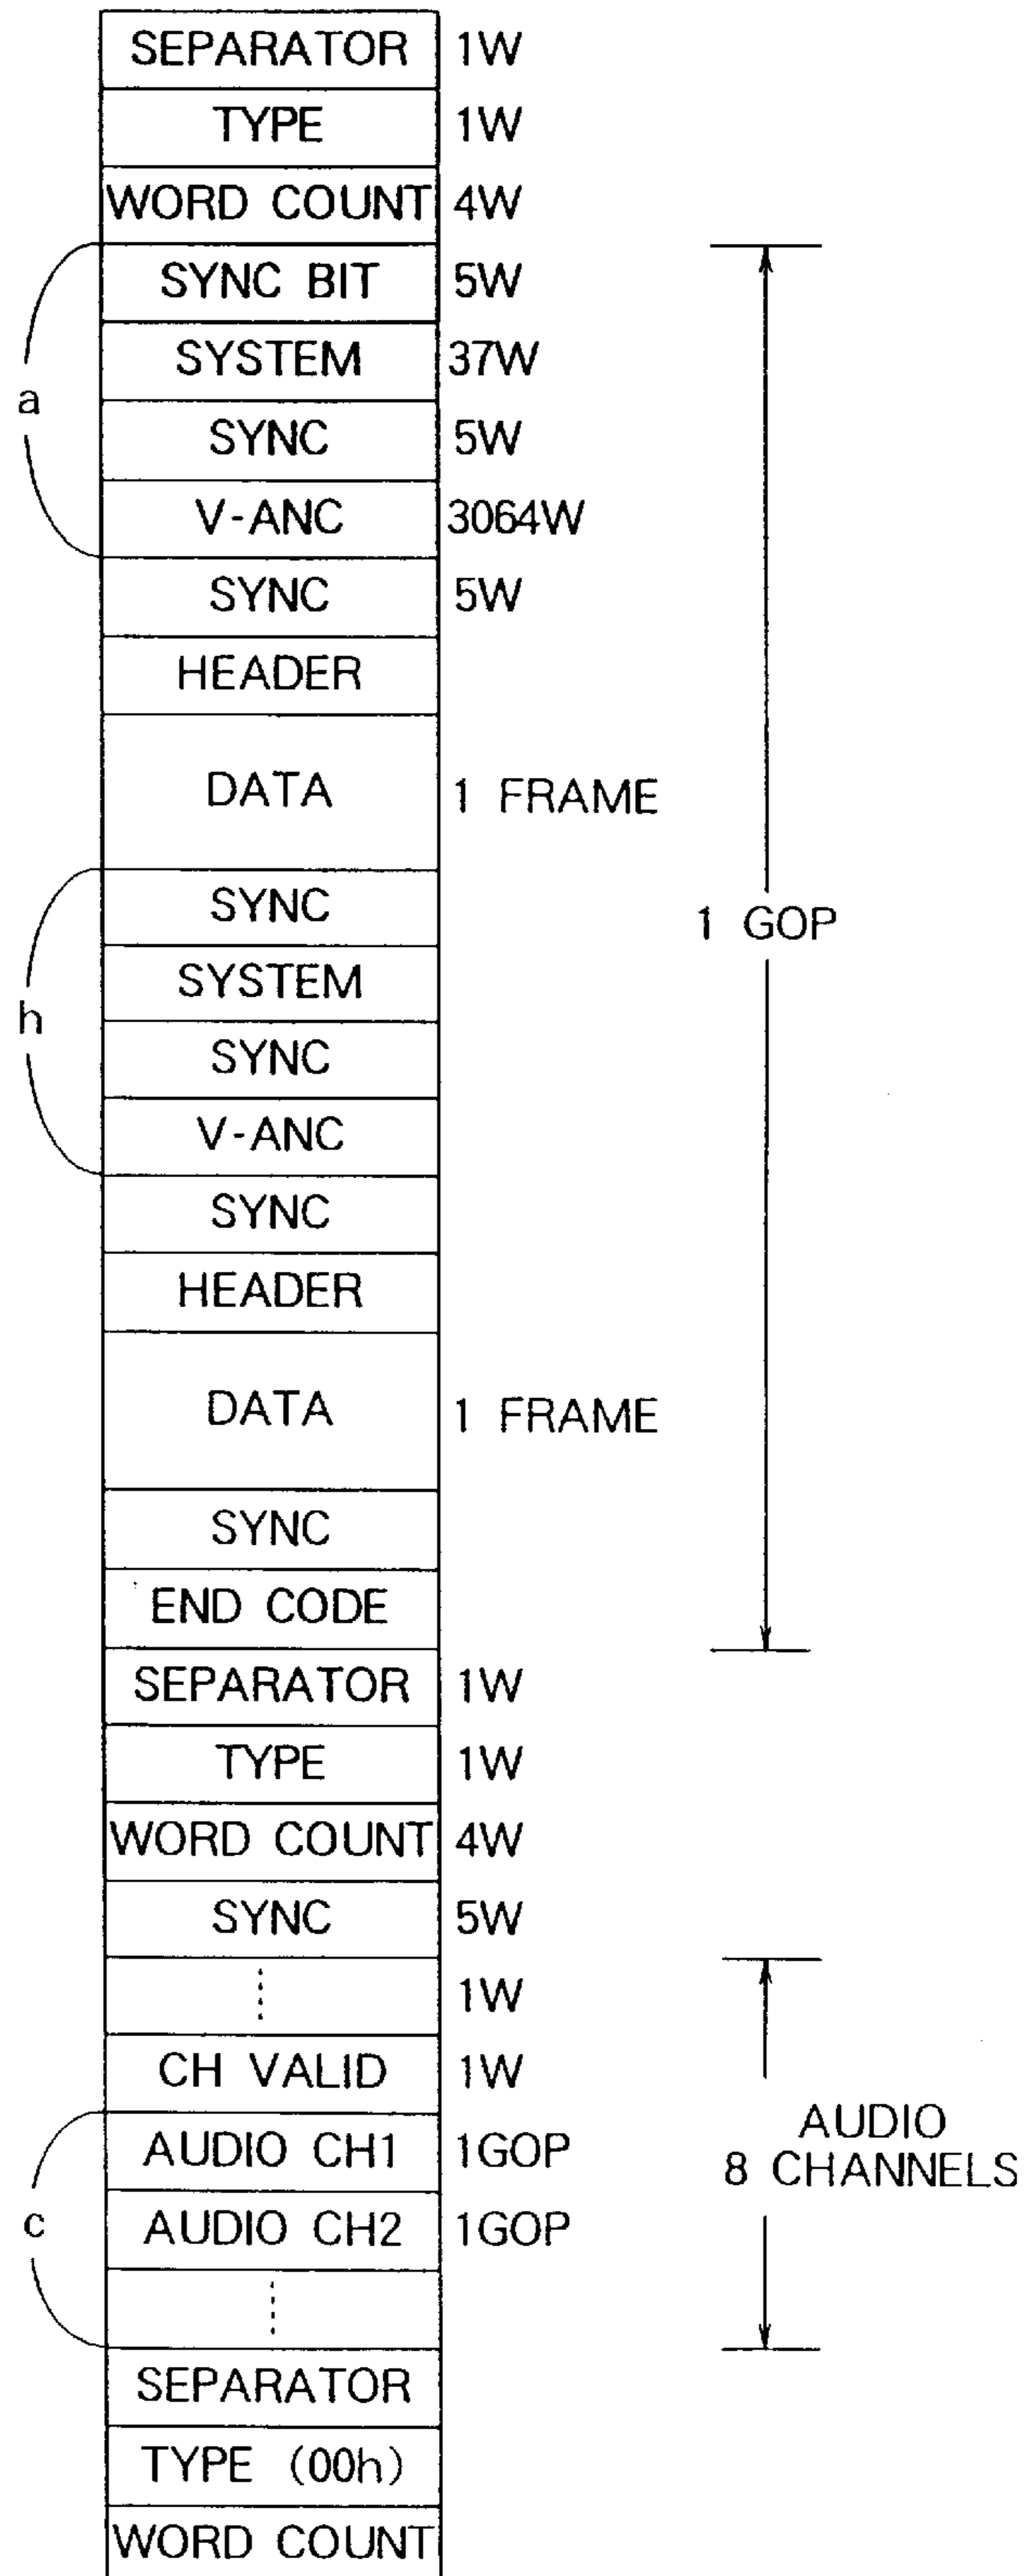 SEPARATOR 1W
TYPE 1W
WORD COUNT 4W
SYNC BIT 5W
SYSTEM 37W
a
SYNC 5W
V-ANC 3064W
SYNC 5W
HEADER
DATA 1 FRAME
SYNC
1 GOP
SYSTEM
h
SYNC
V-ANC
SYNC
HEADER
DATA 1 FRAME
SYNC
END CODE
SEPARATOR 1W
TYPE 1W
WORD COUNT 4W
SYNC 5W
1W
CH VALID 1W
AUDIO CH1 1GOP
AUDIO
8 CHANNELS
c
AUDIO CH2 1GOP
SEPARATOR
TYPE (00h)
WORD COUNT